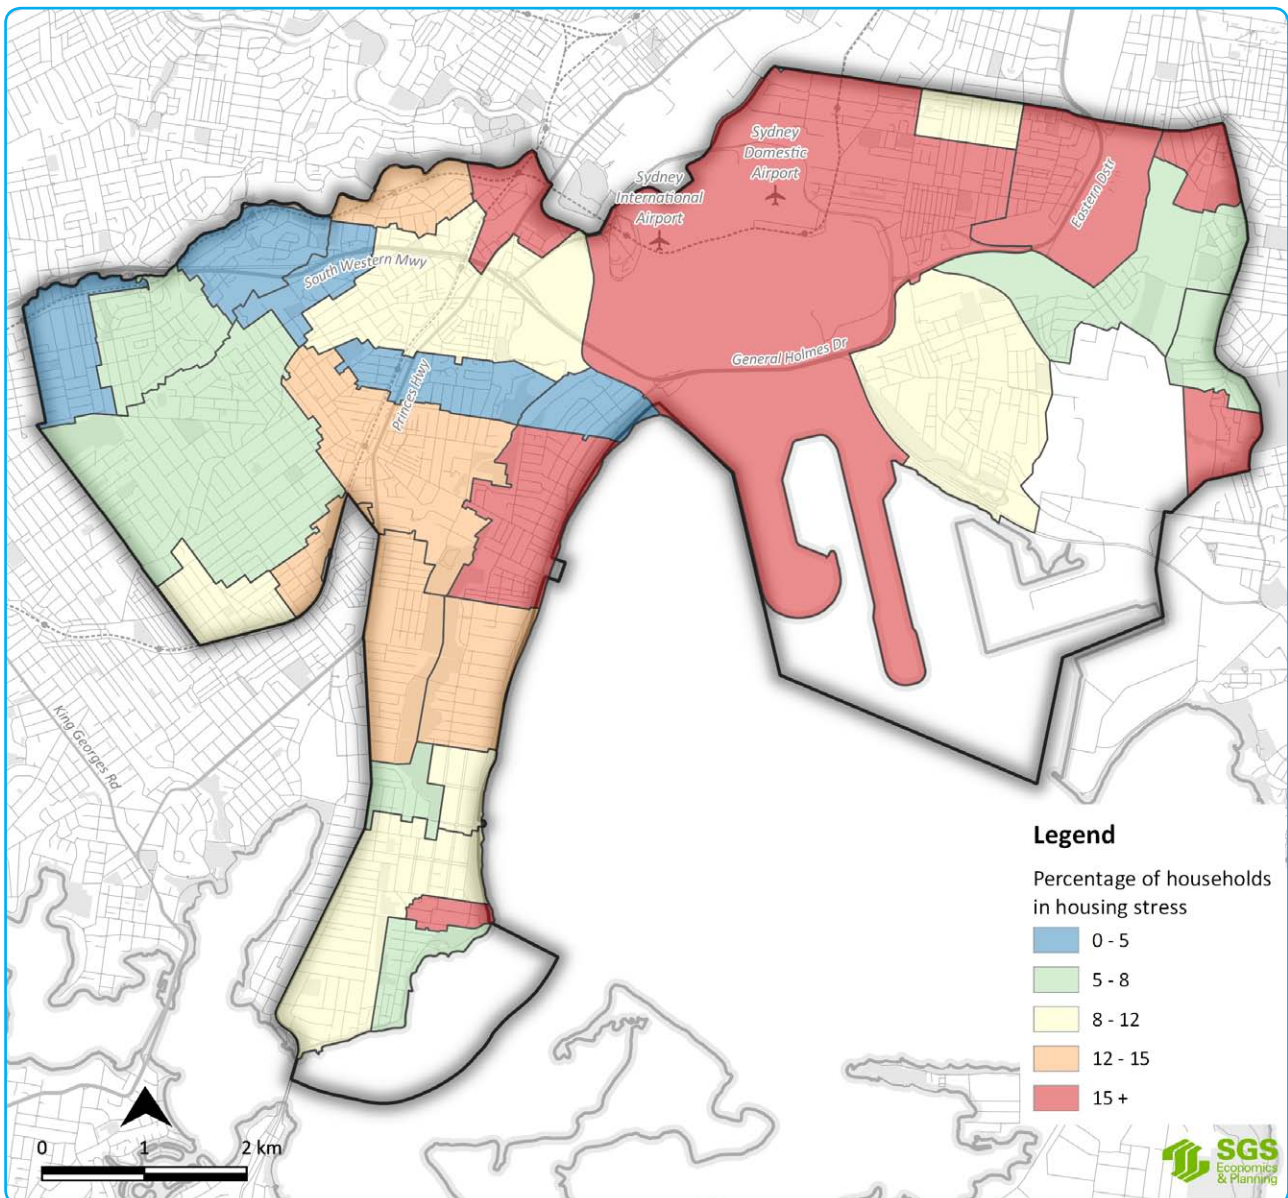 Sydney
Domestic
Airport
Sydney
International
Airport
Eastern Dstr
South Western Mwy
General Holmes Dr
Princes Hwy
King Georges Rd
Legend
Percentage of households
in housing stress
0 - 5
5 - 8
8 - 12
12 - 15
15 +
0 1 2 km
SGS
Economics
& Planning